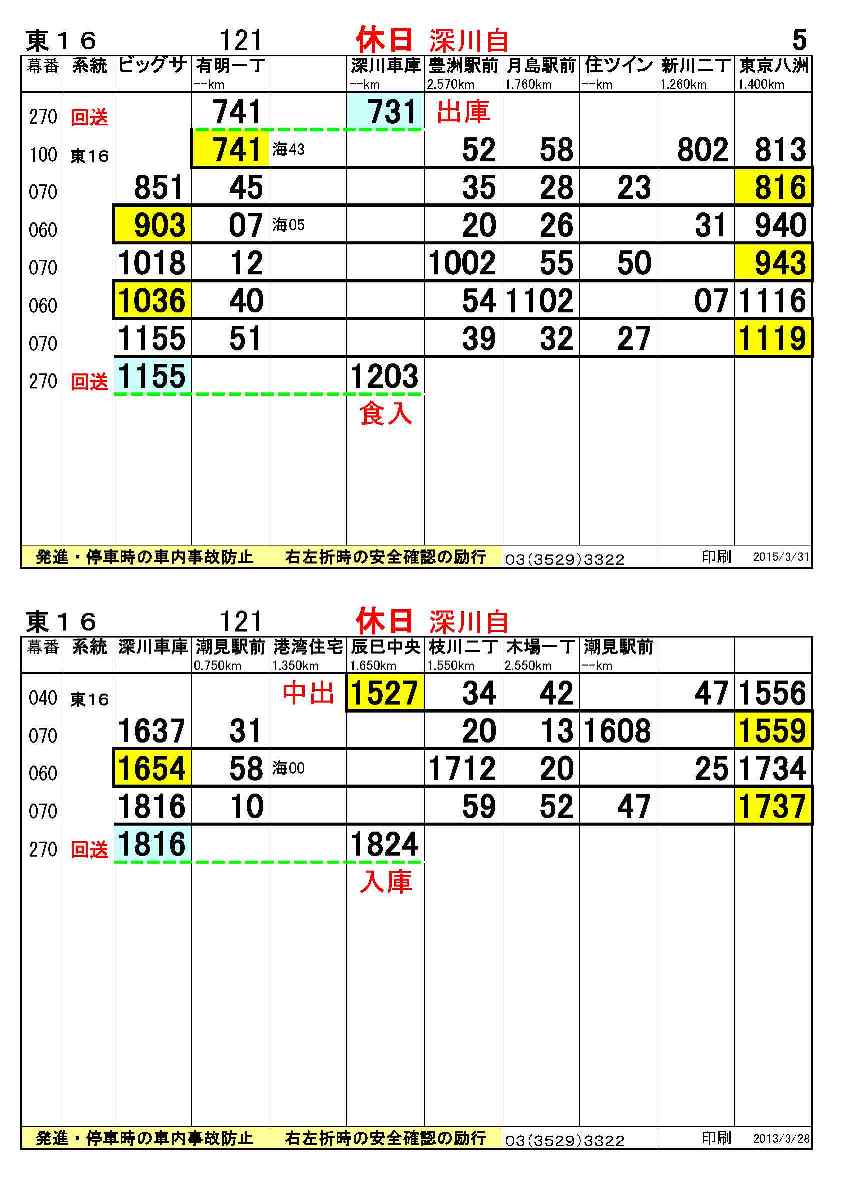 東１６ 121 休日 深川自 5
幕番 系統 ビッグサ 有明一丁 深川車庫 豊洲駅前 月島駅前 住ツイン 新川二丁 東京八洲
--km --km 2.570km 1.760km --km 1.260km 1.400km
270 回送 741 731 出庫
100 東16 741 海43 52 58 802 813
070 851 45 35 28 23 816
060 903 07 海05 20 26 31 940
070 1018 12 1002 55 50 943
060 1036 40 54 1102 07 1116
070 1155 51 39 32 27 1119
270 回送 1155 1203
食入
発進・停車時の車内事故防止 右左折時の安全確認の励行 03(3529)3322 印刷 2015/3/31
東１６ 121 休日 深川自
幕番 系統 深川車庫 潮見駅前 港湾住宅 辰巳中央 枝川二丁 木場一丁 潮見駅前
0.750km 1.350km 1.650km 1.550km 2.550km --km
040 東16 中出 1527 34 42 47 1556
070 1637 31 20 13 1608 1559
060 1654 58 海00 1712 20 25 1734
070 1816 10 59 52 47 1737
270 回送 1816 1824
入庫
発進・停車時の車内事故防止 右左折時の安全確認の励行 03(3529)3322 印刷 2013/3/28